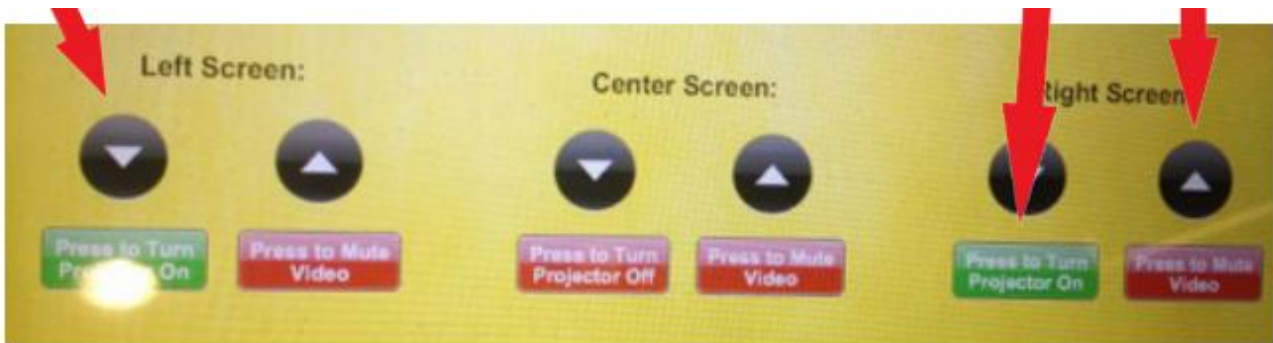 Left Screen:
Center Screen:
Right Screen
Press to Turn
Projector On
Press to Mute
Video
Press to Turn
Projector Off
Press to Mute
Video
Press to Turn
Projector On
Press to Mute
Video